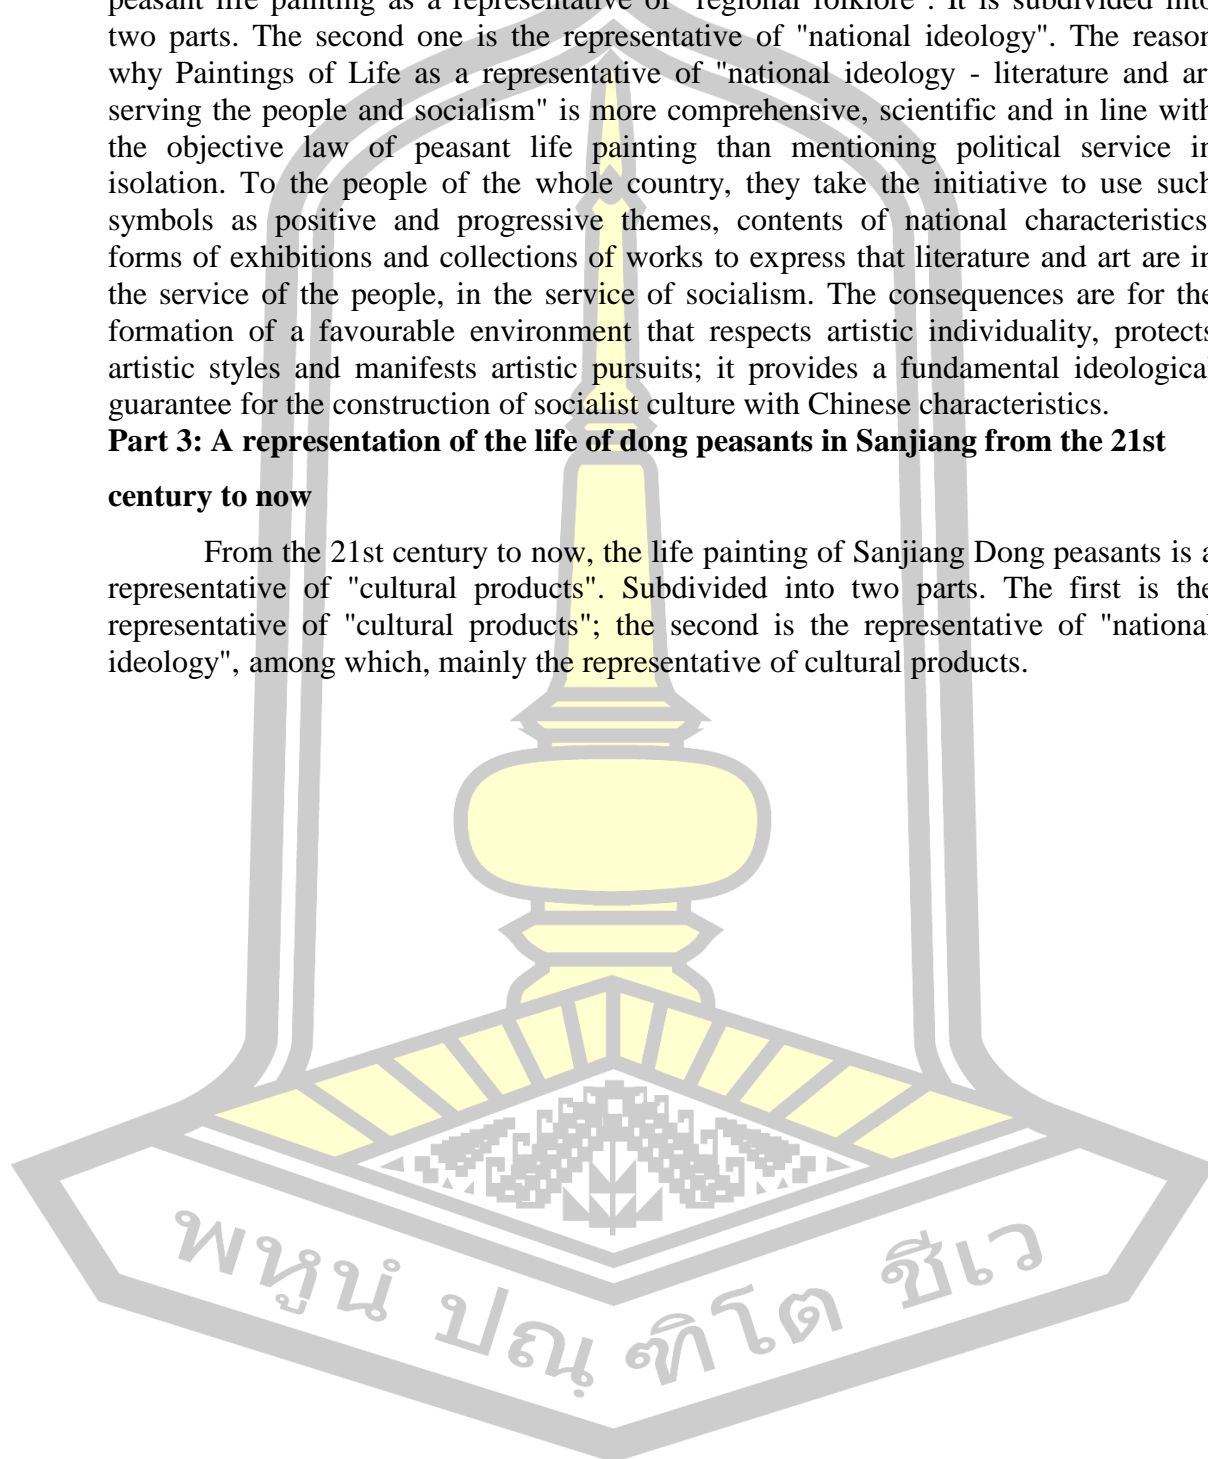 peasant life painting as a representative of "regional folklore". It is subdivided into
two parts. The second one is the representative of "national ideology". The reason
why Paintings of Life as a representative of "national ideology - literature and art
serving the people and socialism" is more comprehensive, scientific and in line with
the objective law of peasant life painting than mentioning political service in
isolation. To the people of the whole country, they take the initiative to use such
symbols as positive and progressive themes, contents of national characteristics
forms of exhibitions and collections of works to express that literature and art are in
the service of the people, in the service of socialism. The consequences are for the
formation of a favourable environment that respects artistic individuality, protects
artistic styles and manifests artistic pursuits; it provides a fundamental ideological
guarantee for the construction of socialist culture with Chinese characteristics.
Part 3: A representation of the life of dong peasants in Sanjiang from the 21st
century to now
From the 21st century to now, the life painting of Sanjiang Dong peasants is a
representative of "cultural products". Subdivided into two parts. The first is the
representative of "cultural products"; the second is the representative of "national
ideology", among which, mainly the representative of cultural products.
พหูนํ ปณฺฑิโต ชีเว